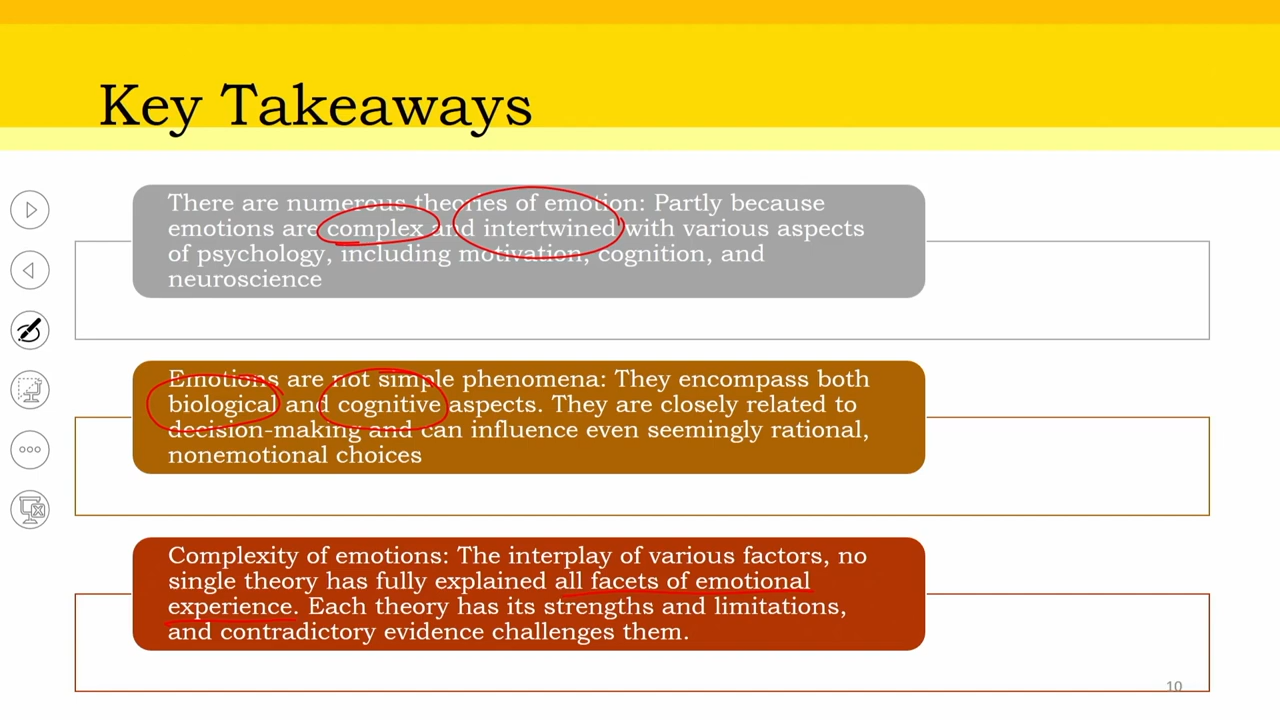 Key Takeaways
There are numerous theories of emotion: Partly because
emotions are complex and intertwined with various aspects
of psychology, including motivation, cognition, and
neuroscience
Emotions are not simple phenomena: They encompass both
biological and cognitive aspects. They are closely related to
decision-making and can influence even seemingly rational,
nonemotional choices
Complexity of emotions: The interplay of various factors, no
single theory has fully explained all facets of emotional
experience. Each theory has its strengths and limitations,
and contradictory evidence challenges them.
10